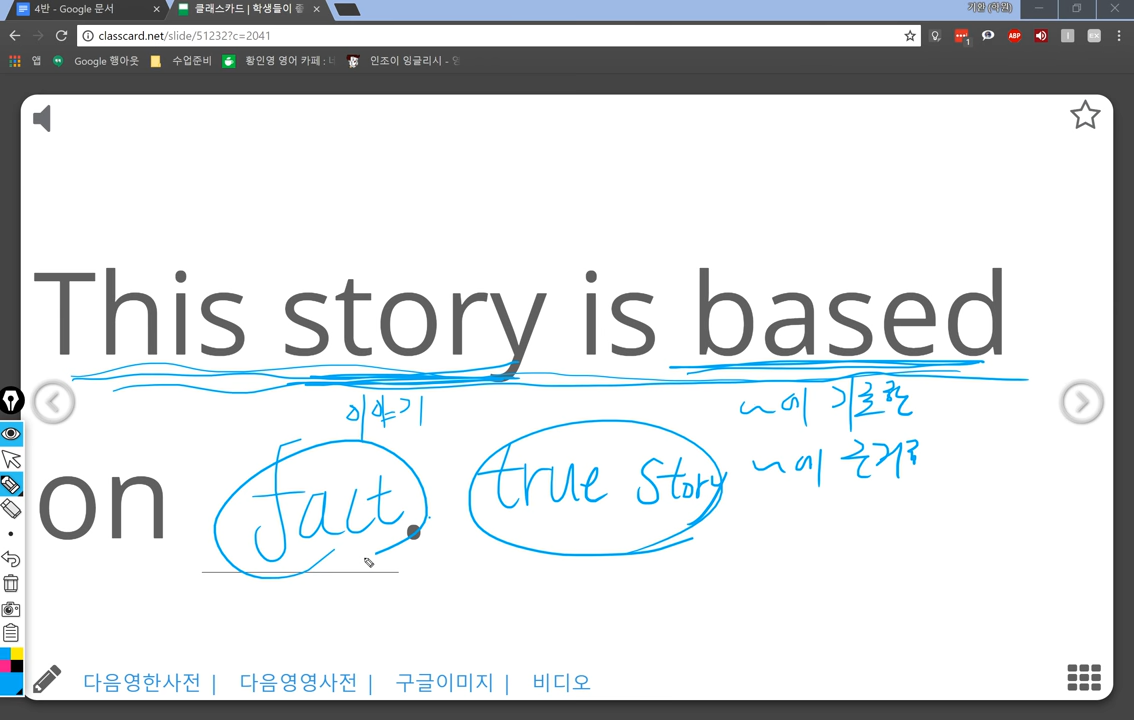 4반 - Google 문서
클래스카드 | 학생들이 좋
classcard.net/slide/51232?c=2041
ABP
앱 Google 행아웃 수업준비 황인영 영어 카페 : 네 인조이 잉글리시 - 영
This story is based
이야기
~에 기초한
on fact . true story
~에 근거
다음영한사전 | 다음영영사전 | 구글이미지 | 비디오